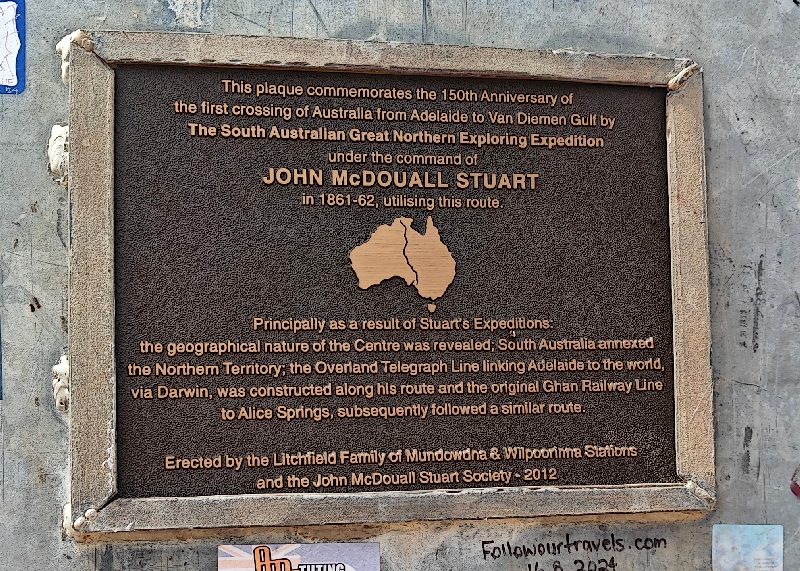 This plaque commemorates the 150th Anniversary of
the first crossing of Australia from Adelaide to Van Diemen Gulf by
The South Australian Great Northern Exploring Expedition
under the command of
JOHN McDOUALL STUART
in 1861-62, utilising this route.
Principally as a result of Stuart's Expeditions:
the geographical nature of the Centre was revealed; South Australia annexed
the Northern Territory; the Overland Telegraph Line linking Adelaide to the world,
via Darwin, was constructed along his route and the original Ghan Railway Line
to Alice Springs, subsequently followed a similar route.
Erected by the Litchfield Family of Mundowdna & Wilpoorinna Stations
and the John McDouall Stuart Society - 2012
Followourtravels.com
16.8.2024